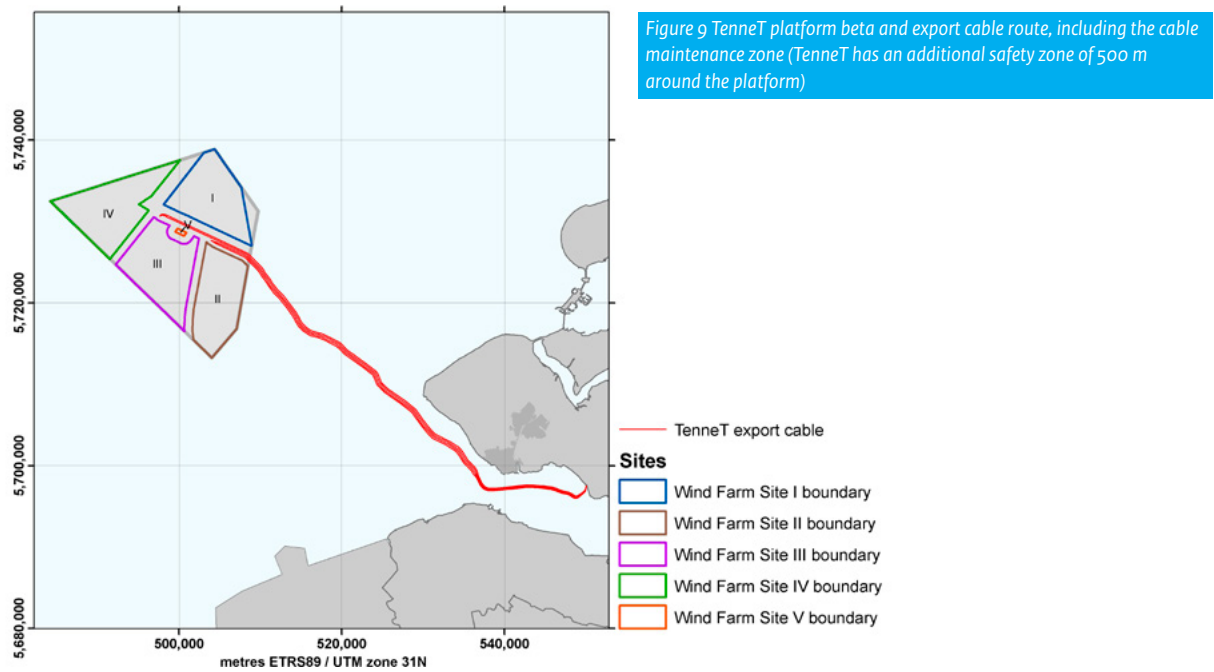 Figure 9 TenneT platform beta and export cable route, including the cable
maintenance zone (TenneT has an additional safety zone of 500 m
around the platform)
5,740,000
5,720,000
5,700,000
5,680,000
I
IV
V
III
II
500,000
520,000
540,000
metres ETRS89 / UTM zone 31N
TenneT export cable
Sites
Wind Farm Site I boundary
Wind Farm Site II boundary
Wind Farm Site III boundary
Wind Farm Site IV boundary
Wind Farm Site V boundary